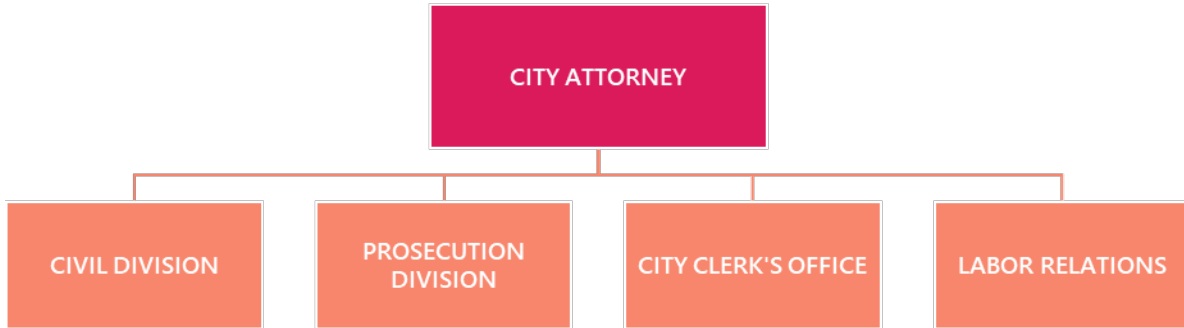 CITY ATTORNEY
CIVIL DIVISION
PROSECUTION
DIVISION
CITY CLERK'S OFFICE
LABOR RELATIONS